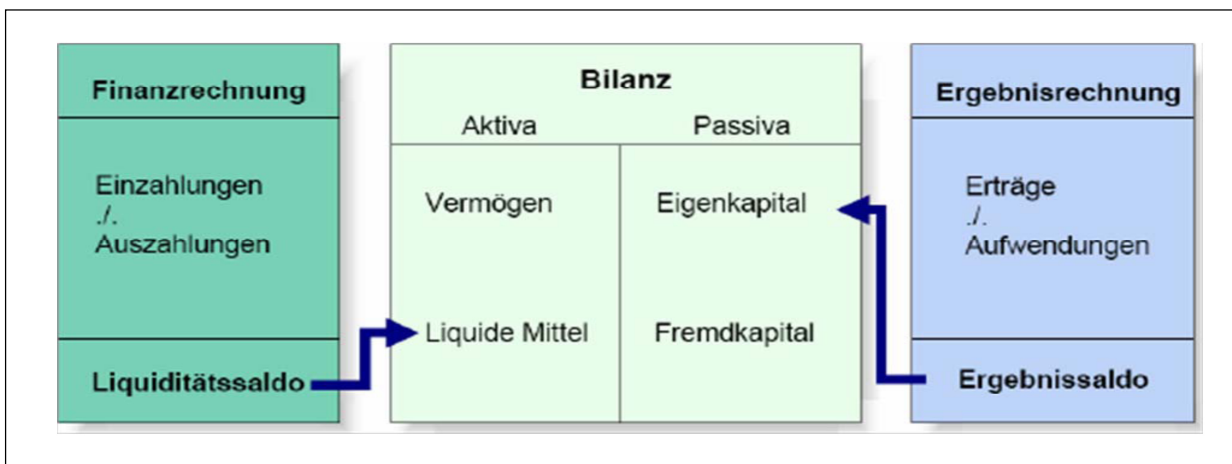 Finanzrechnung
Einzahlungen
./.
Auszahlungen
Liquiditätssaldo
Bilanz
Aktiva Passiva
Vermögen Eigenkapital
Liquide Mittel Fremdkapital
Ergebnisrechnung
Erträge
./.
Aufwendungen
Ergebnissaldo